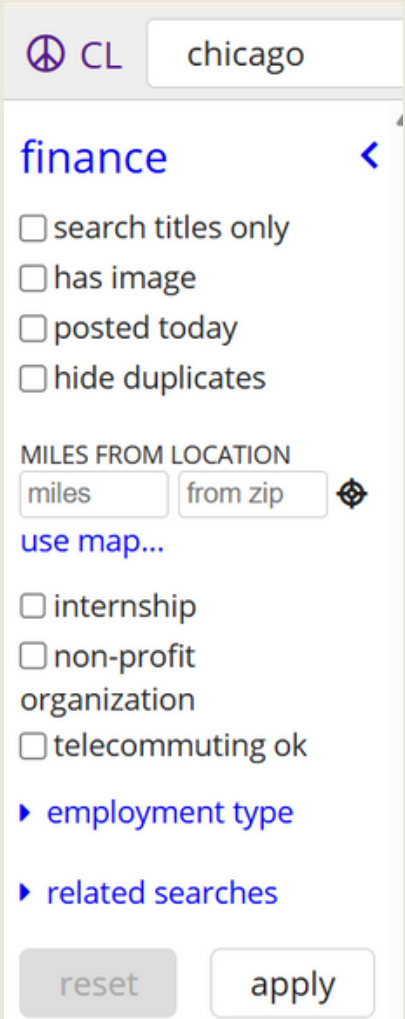 CL chicago
finance
search titles only
has image
posted today
hide duplicates
MILES FROM LOCATION
miles from zip
use map...
internship
non-profit
organization
telecommuting ok
employment type
related searches
reset apply